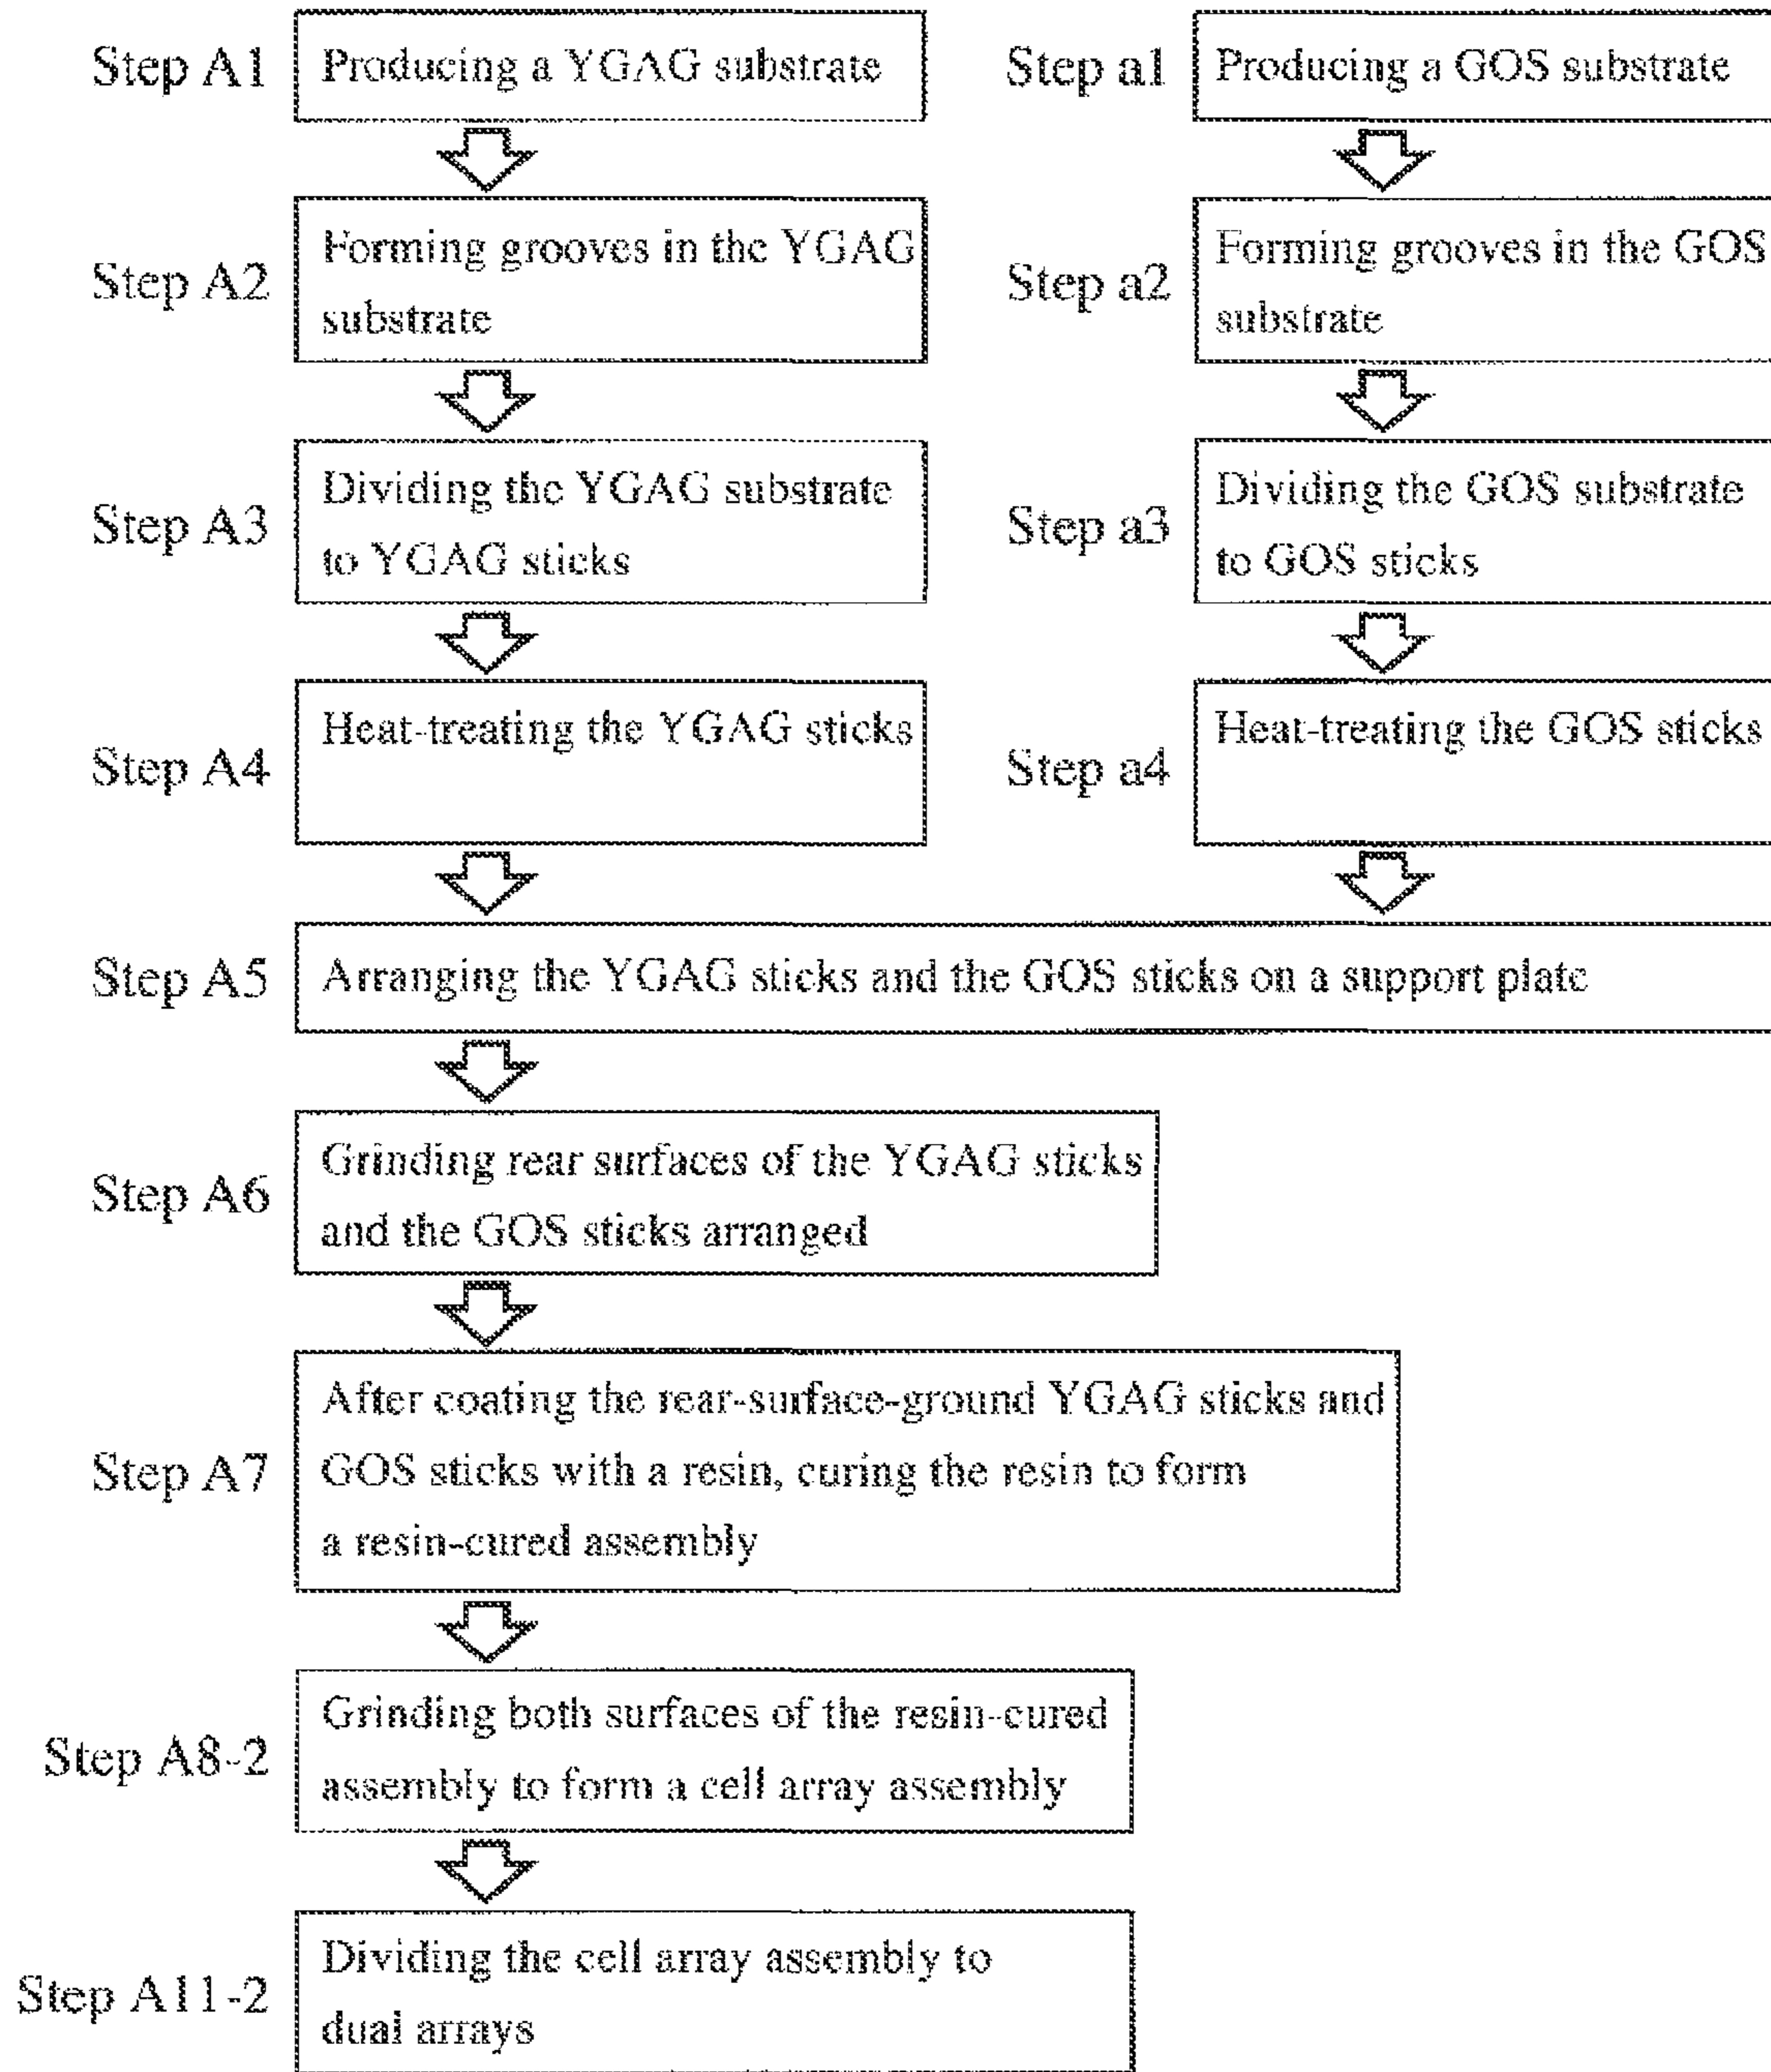 Step A1
Producing a YGAG substrate
Step a1
Producing a GOS substrate
Step A2
Forming grooves in the YGAG
substrate
Step a2
Forming grooves in the GOS
substrate
Step A3
Dividing the YGAG substrate
to YGAG sticks
Step a3
Dividing the GOS substrate
to GOS sticks
Step A4
Heat-treating the YGAG sticks
Step a4
Heat-treating the GOS sticks
Step A5
Arranging the YGAG sticks and the GOS sticks on a support plate
Step A6
Grinding rear surfaces of the YGAG sticks
and the GOS sticks arranged
Step A7
After coating the rear-surface-ground YGAG sticks and
GOS sticks with a resin, curing the resin to form
a resin-cured assembly
Step A8-2
Grinding both surfaces of the resin-cured
assembly to form a cell array assembly
Step A11-2
Dividing the cell array assembly to
dual arrays